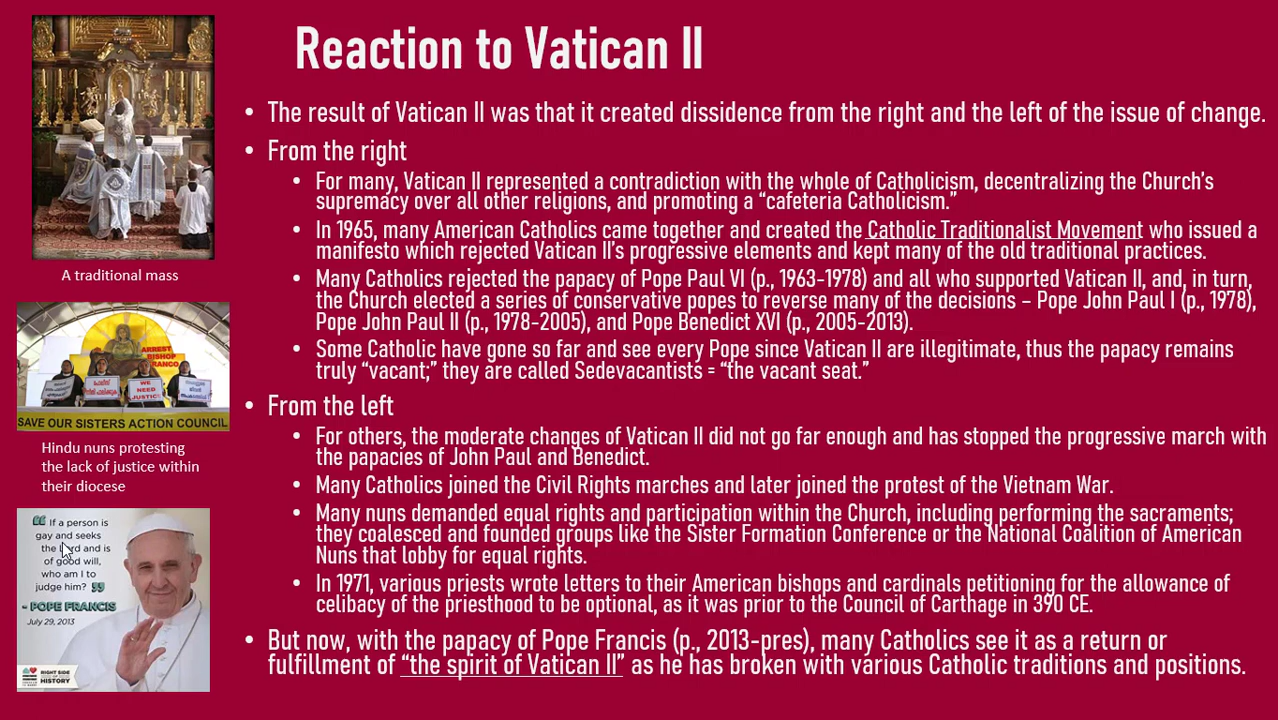 Reaction to Vatican II
• The result of Vatican II was that it created dissidence from the right and the left of the issue of change.
• From the right
• For many, Vatican II represented a contradiction with the whole of Catholicism, decentralizing the Church's
supremacy over all other religions, and promoting a “cafeteria Catholicism.”
• In 1965, many American Catholics came together and created the Catholic Traditionalist Movement who issued a
manifesto which rejected Vatican II's progressive elements and kept many of the old traditional practices.
• Many Catholics rejected the papacy of Pope Paul VI (p., 1963-1978) and all who supported Vatican II, and, in turn,
the Church elected a series of conservative popes to reverse many of the decisions – Pope John Paul I (p., 1978),
Pope John Paul II (p., 1978-2005), and Pope Benedict XVI (p., 2005-2013).
• Some Catholic have gone so far and see every Pope since Vatican II are illegitimate, thus the papacy remains
truly “vacant;” they are called Sedevacantists = “the vacant seat.”
• From the left
• For others, the moderate changes of Vatican II did not go far enough and has stopped the progressive march with
the papacies of John Paul and Benedict.
• Many Catholics joined the Civil Rights marches and later joined the protest of the Vietnam War.
• Many nuns demanded equal rights and participation within the Church, including performing the sacraments;
they coalesced and founded groups like the Sister Formation Conference or the National Coalition of American
Nuns that lobby for equal rights.
• In 1971, various priests wrote letters to their American bishops and cardinals petitioning for the allowance of
celibacy of the priesthood to be optional, as it was prior to the Council of Carthage in 390 CE.
• But now, with the papacy of Pope Francis (p., 2013-pres), many Catholics see it as a return or
fulfillment of “the spirit of Vatican II” as he has broken with various Catholic traditions and positions.
A traditional mass
ARREST
BISHOP
FRANCO
WE
NEED
JUSTICE
SAVE OUR SISTERS ACTION COUNCIL
Hindu nuns protesting
the lack of justice within
their diocese
“ If a person is
gay and seeks
the Lord and is
of good will,
who am I to
judge him? ”
- POPE FRANCIS
July 29, 2013
RIGHT SIDE
HISTORY